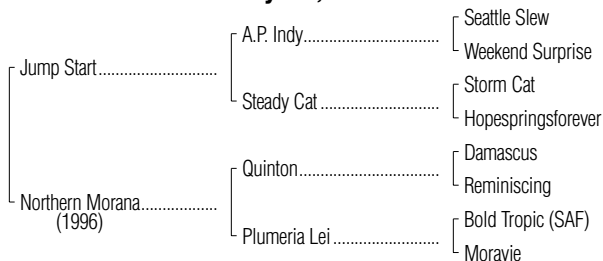 Seattle Slew
A.P. Indy
Weekend Surprise
Jump Start
Storm Cat
Steady Cat
Hopespringsforever
Damascus
Quinton
Reminiscing
Northern Morana
(1996)
Bold Tropic (SAF)
Plumeria Lei
Moravie